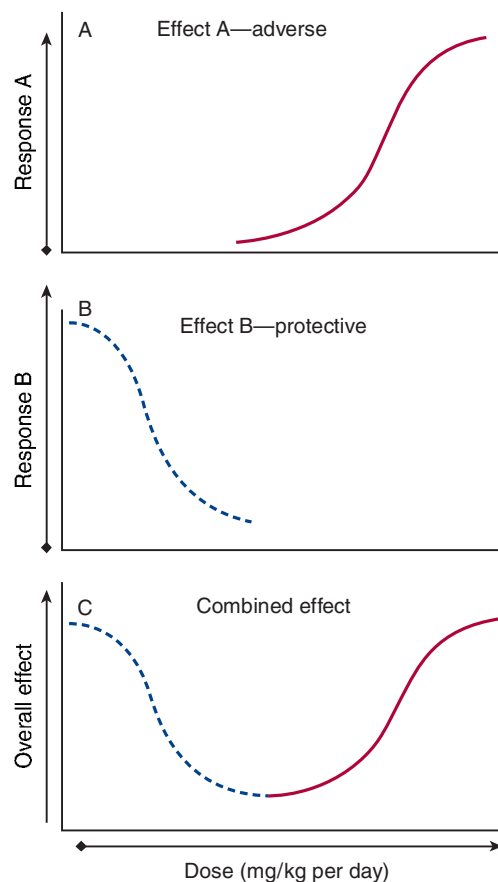 A
Effect A—adverse
Response A
B
Effect B—protective
Response B
C
Combined effect
Overall effect
Dose (mg/kg per day)